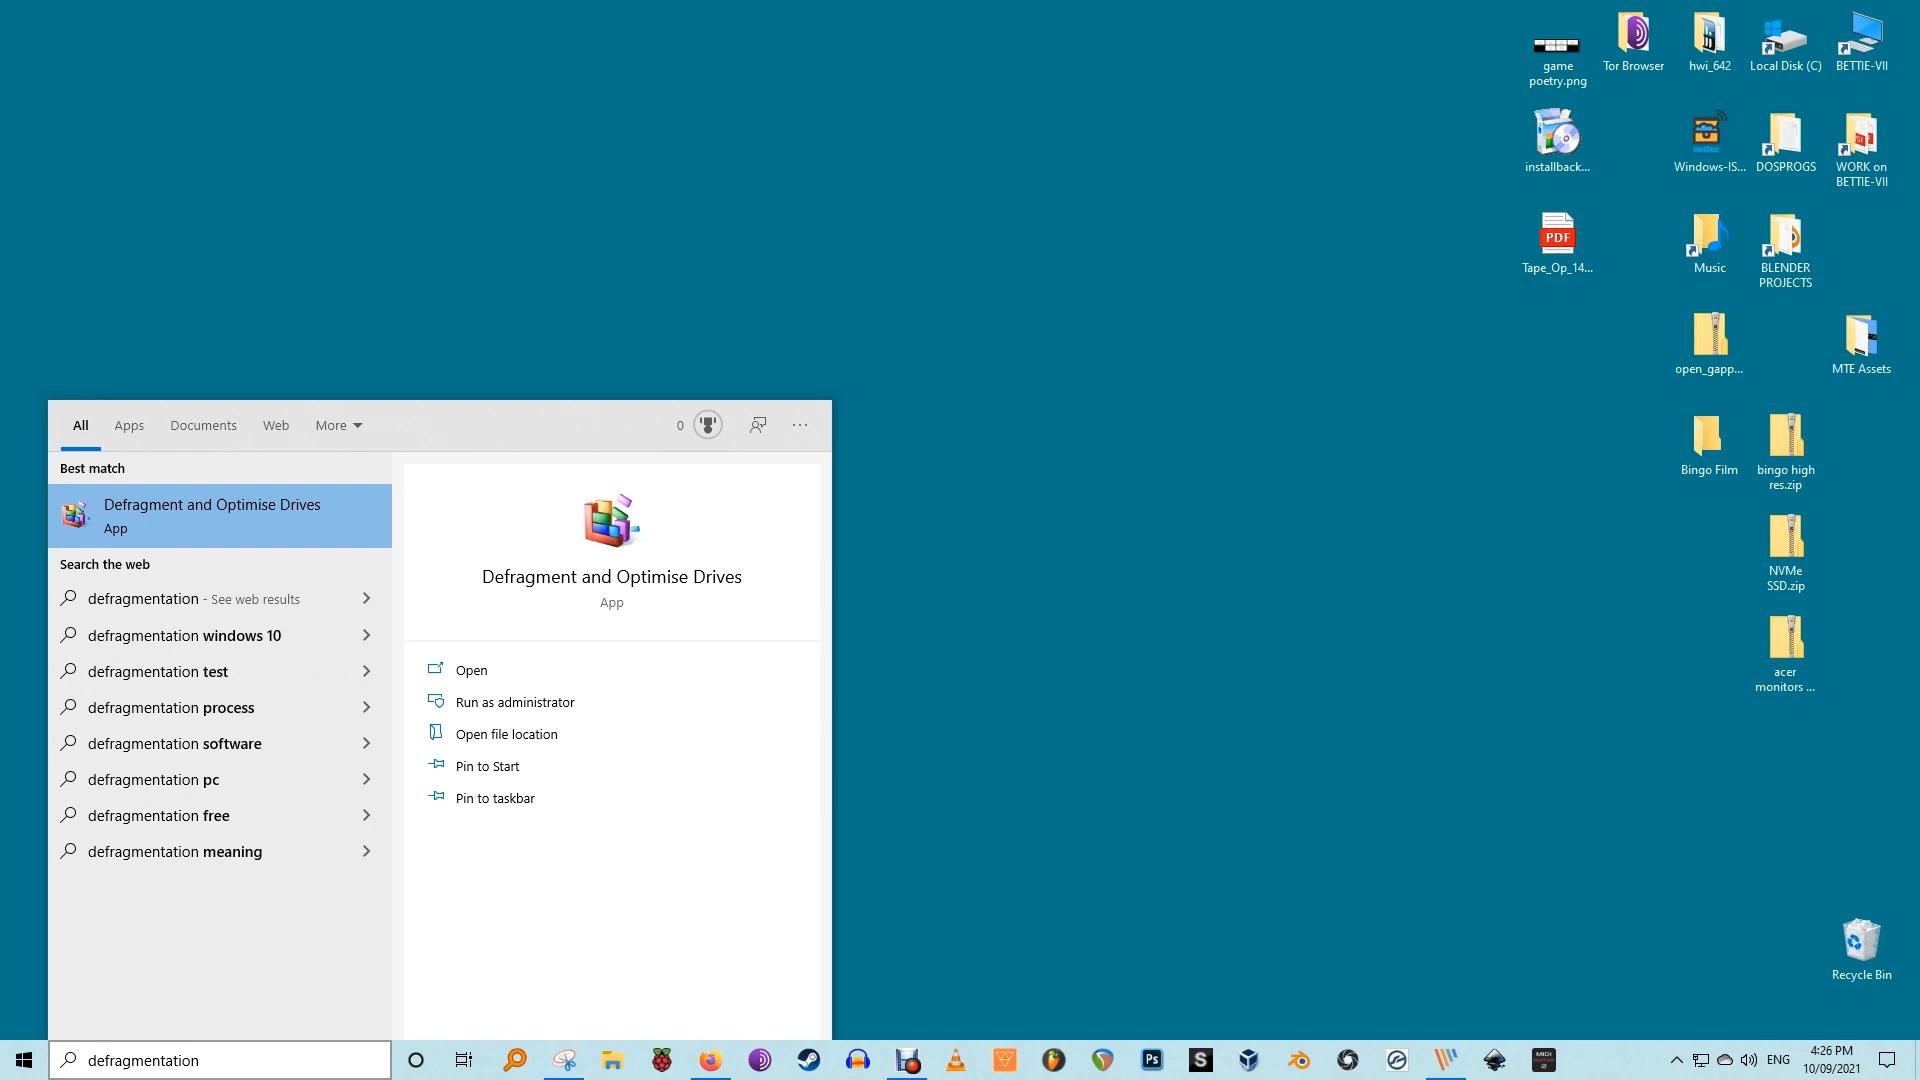 game
poetry.png
Tor Browser
hwi_642
Local Disk (C)
BETTIE-VII
installback...
Windows-IS...
DOSPROGS
WORK on
BETTIE-VII
PDF
Tape_Op_14...
Music
BLENDER
PROJECTS
open_gapp...
MTE Assets
Bingo Film
bingo high
res.zip
NVMe
SSD.zip
acer
monitors ...
Recycle Bin
All
Apps
Documents
Web
More
0
Best match
Defragment and Optimise Drives
App
Search the web
defragmentation - See web results
defragmentation windows 10
defragmentation test
defragmentation process
defragmentation software
defragmentation pc
defragmentation free
defragmentation meaning
Defragment and Optimise Drives
App
Open
Run as administrator
Open file location
Pin to Start
Pin to taskbar
defragmentation
Ps
S
MIDI
2
ENG
4:26 PM
10/09/2021